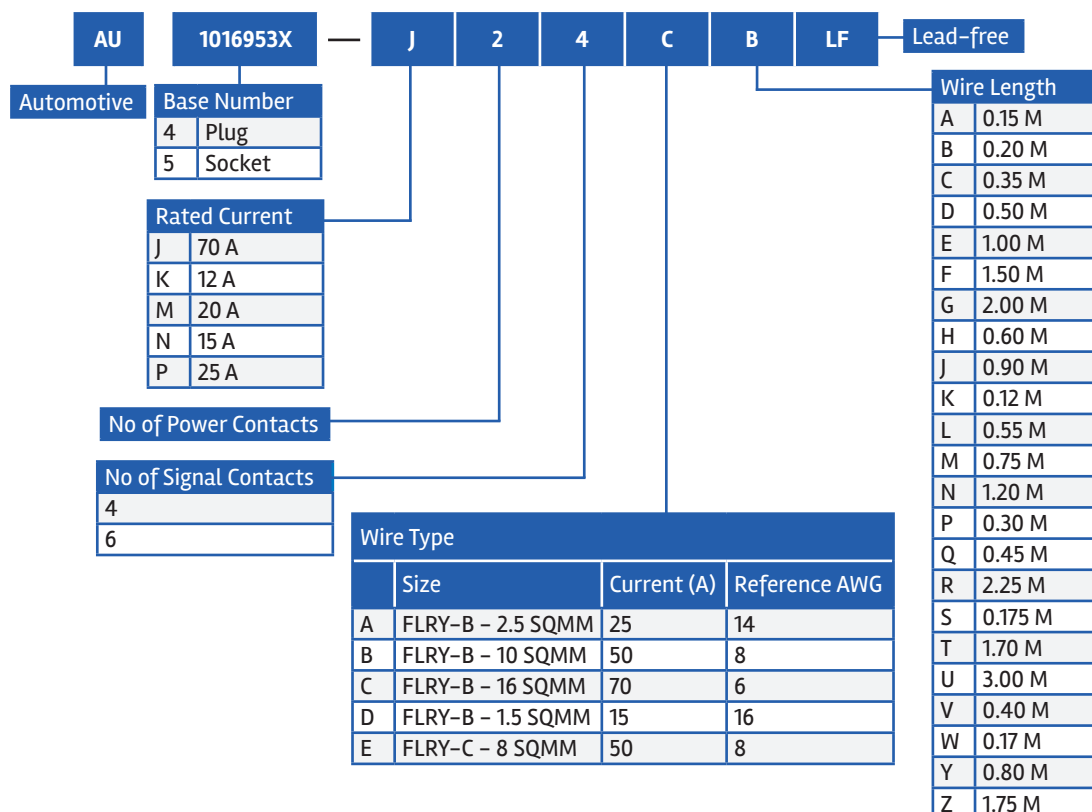 AU 1016953X — J 2 4 C B LF Lead-free
Automotive
Base Number
4 Plug
5 Socket
Rated Current
J 70 A
K 12 A
M 20 A
N 15 A
P 25 A
No of Power Contacts
No of Signal Contacts
4
6
Wire Type
Size Current (A) Reference AWG
A FLRY-B – 2.5 SQMM 25 14
B FLRY-B – 10 SQMM 50 8
C FLRY-B – 16 SQMM 70 6
D FLRY-B – 1.5 SQMM 15 16
E FLRY-C – 8 SQMM 50 8
Wire Length
A 0.15 M
B 0.20 M
C 0.35 M
D 0.50 M
E 1.00 M
F 1.50 M
G 2.00 M
H 0.60 M
J 0.90 M
K 0.12 M
L 0.55 M
M 0.75 M
N 1.20 M
P 0.30 M
Q 0.45 M
R 2.25 M
S 0.175 M
T 1.70 M
U 3.00 M
V 0.40 M
W 0.17 M
Y 0.80 M
Z 1.75 M